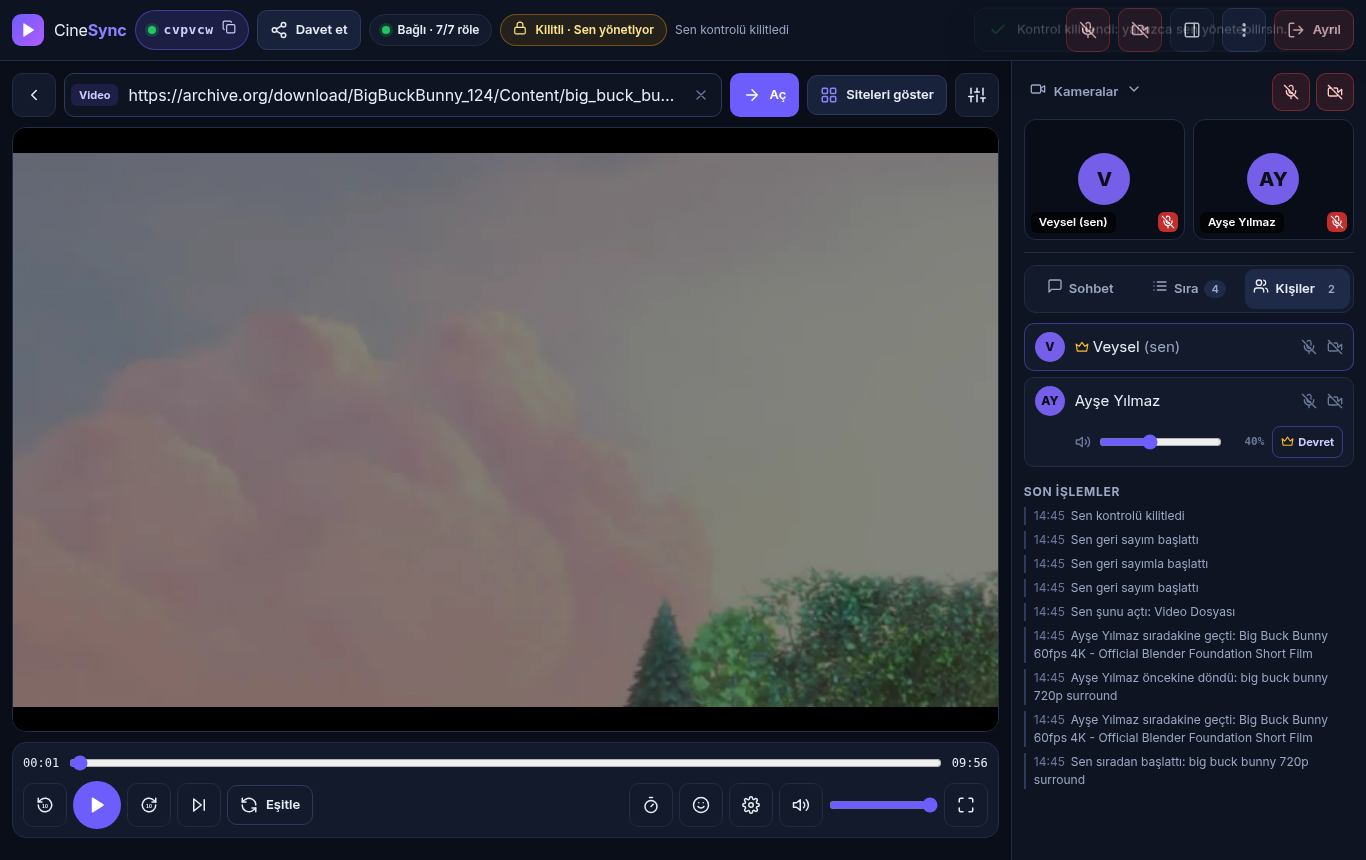 CineSync
cvpvcw
Davet et
Bağlı · 7/7 röle
Kilitli · Sen yönetiyor
Sen kontrolü kilitledi
Kontrol kilitlendi: yalnızca sen yönetebilirsin.
Ayrıl
Video
https://archive.org/download/BigBuckBunny_124/Content/big_buck_bu...
Aç
Siteleri göster
Kameralar
V
AY
Veysel (sen)
Ayşe Yılmaz
Sohbet
Sıra 4
Kişiler 2
V
Veysel (sen)
AY
Ayşe Yılmaz
40%
Devret
SON İŞLEMLER
14:45 Sen kontrolü kilitledi
14:45 Sen geri sayım başlattı
14:45 Sen geri sayımla başlattı
14:45 Sen geri sayım başlattı
14:45 Sen şunu açtı: Video Dosyası
14:45 Ayşe Yılmaz sıradakine geçti: Big Buck Bunny
60fps 4K - Official Blender Foundation Short Film
14:45 Ayşe Yılmaz öncekine döndü: big buck bunny
720p surround
14:45 Ayşe Yılmaz sıradakine geçti: Big Buck Bunny
60fps 4K - Official Blender Foundation Short Film
14:45 Sen sıradan başlattı: big buck bunny 720p
surround
00:01
09:56
10
10
Eşitle